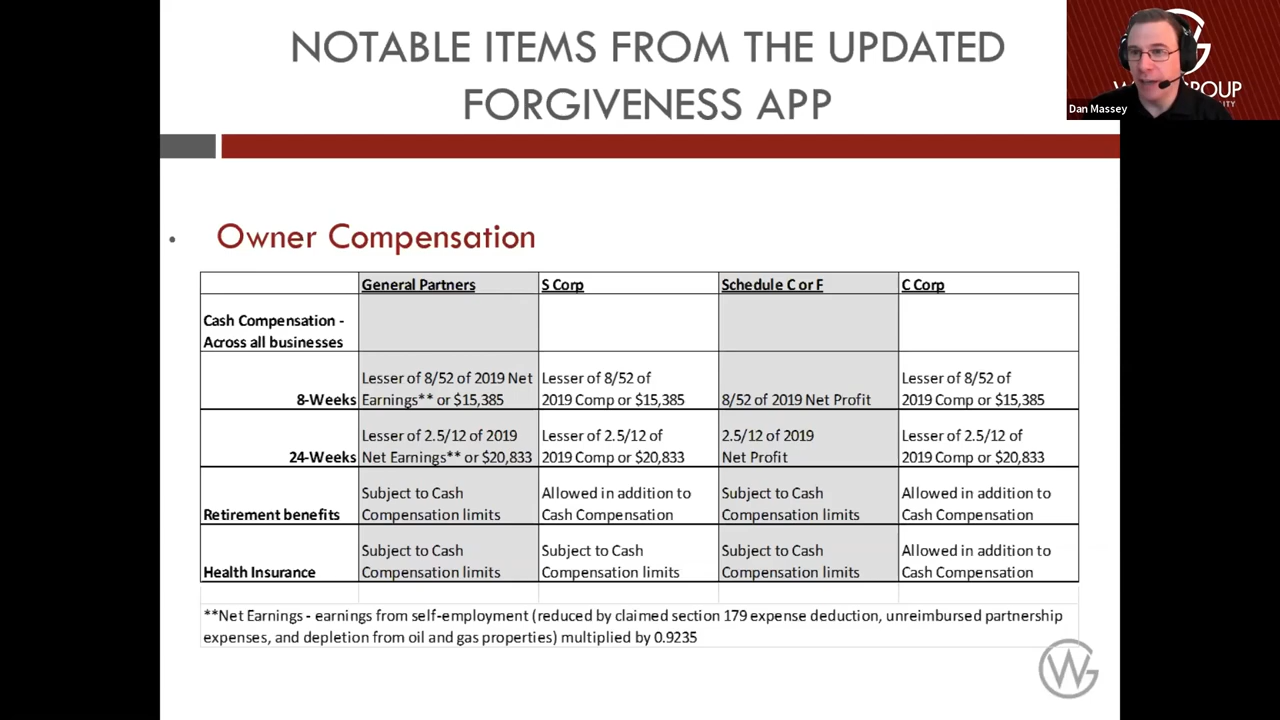 NOTABLE ITEMS FROM THE UPDATED
FORGIVENESS APP
Dan Massey
• Owner Compensation
General Partners S Corp Schedule C or F C Corp
Cash Compensation -
Across all businesses
8-Weeks
Lesser of 8/52 of 2019 Net
Earnings** or $15,385
Lesser of 8/52 of
2019 Comp or $15,385
8/52 of 2019 Net Profit
Lesser of 8/52 of
2019 Comp or $15,385
24-Weeks
Lesser of 2.5/12 of 2019
Net Earnings** or $20,833
Lesser of 2.5/12 of
2019 Comp or $20,833
2.5/12 of 2019
Net Profit
Lesser of 2.5/12 of
2019 Comp or $20,833
Retirement benefits
Subject to Cash
Compensation limits
Allowed in addition to
Cash Compensation
Subject to Cash
Compensation limits
Allowed in addition to
Cash Compensation
Health Insurance
Subject to Cash
Compensation limits
Subject to Cash
Compensation limits
Subject to Cash
Compensation limits
Allowed in addition to
Cash Compensation
**Net Earnings - earnings from self-employment (reduced by claimed section 179 expense deduction, unreimbursed partnership
expenses, and depletion from oil and gas properties) multiplied by 0.9235